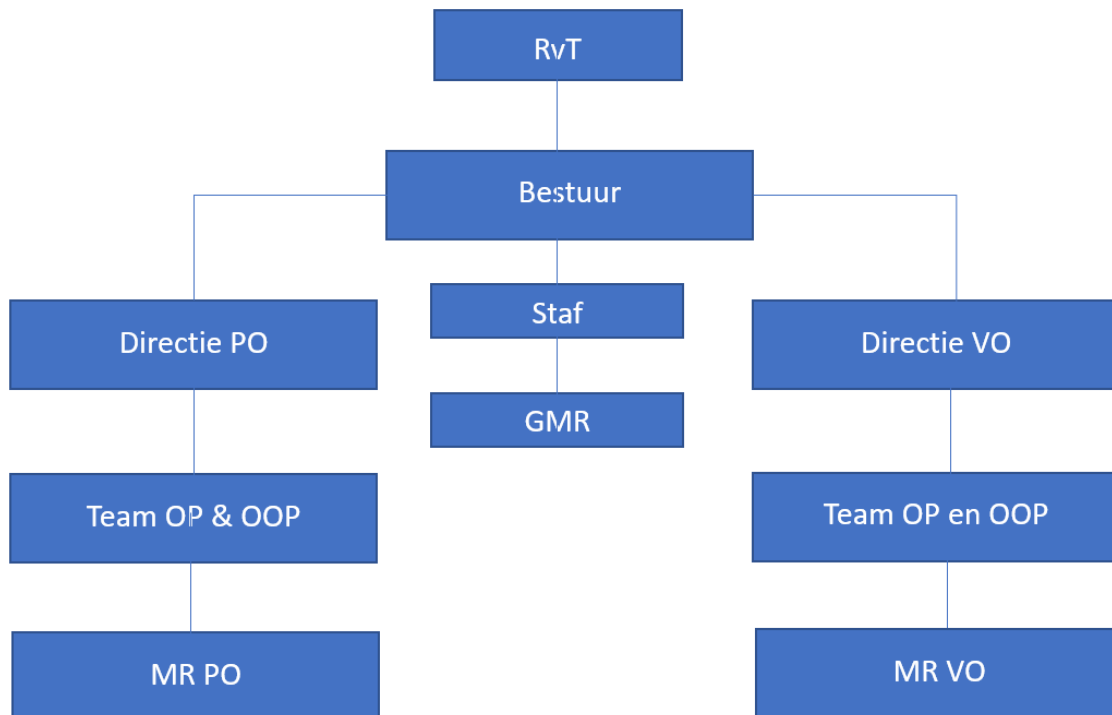 RvT
Bestuur
Staf
Directie PO
Directie VO
GMR
Team OP & OOP
Team OP en OOP
MR PO
MR VO